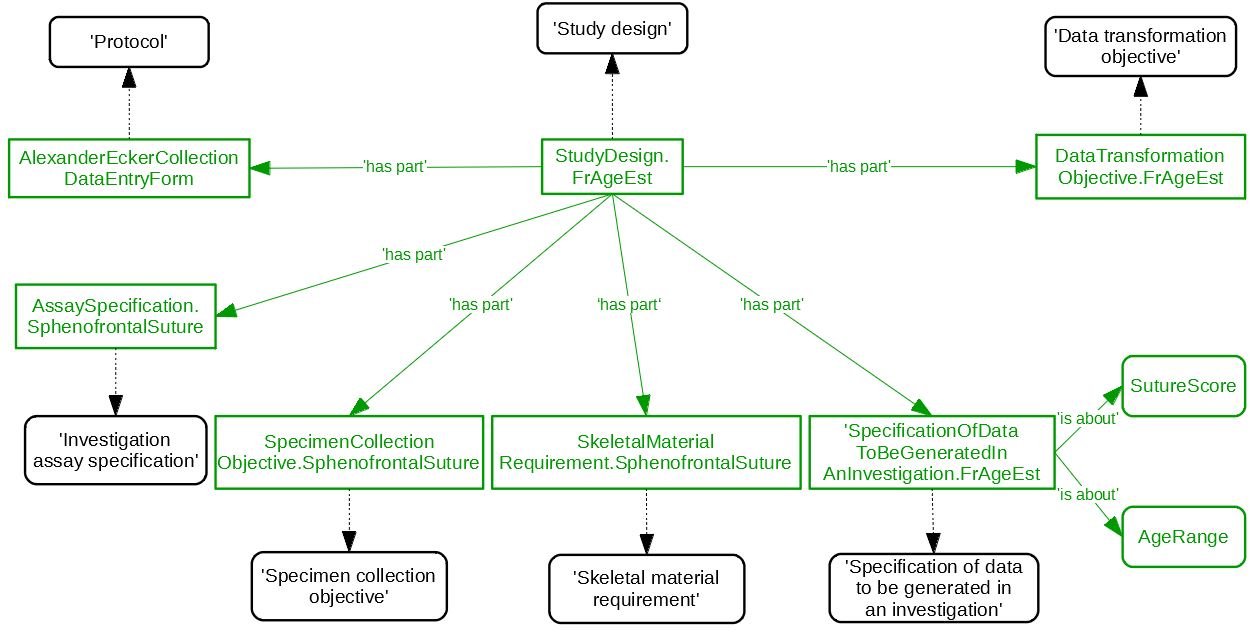 'Protocol'
'Study design'
'Data transformation
objective'
AlexanderEckerCollection
DataEntryForm
'has part'
StudyDesign.
FrAgeEst
'has part'
DataTransformation
Objective.FrAgeEst
'has part'
AssaySpecification.
SphenofrontalSuture
'has part'
‘has part‘
'has part'
SutureScore
'is about'
'Investigation
assay specification'
SpecimenCollection
Objective.SphenofrontalSuture
SkeletalMaterial
Requirement.SphenofrontalSuture
'SpecificationOfData
ToBeGeneratedIn
AnInvestigation.FrAgeEst
'is about'
AgeRange
'Specimen collection
objective'
'Skeletal material
requirement'
'Specification of data
to be generated in
an investigation'